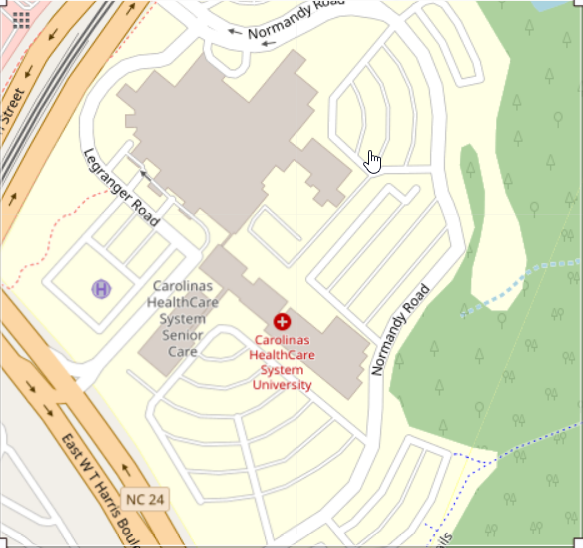 Normandy Road
Street
Legranger Road
H
Carolinas
HealthCare
System
Senior
Care
Carolinas
HealthCare
System
University
Normandy Road
NC 24
East W T Harris Boul
ils